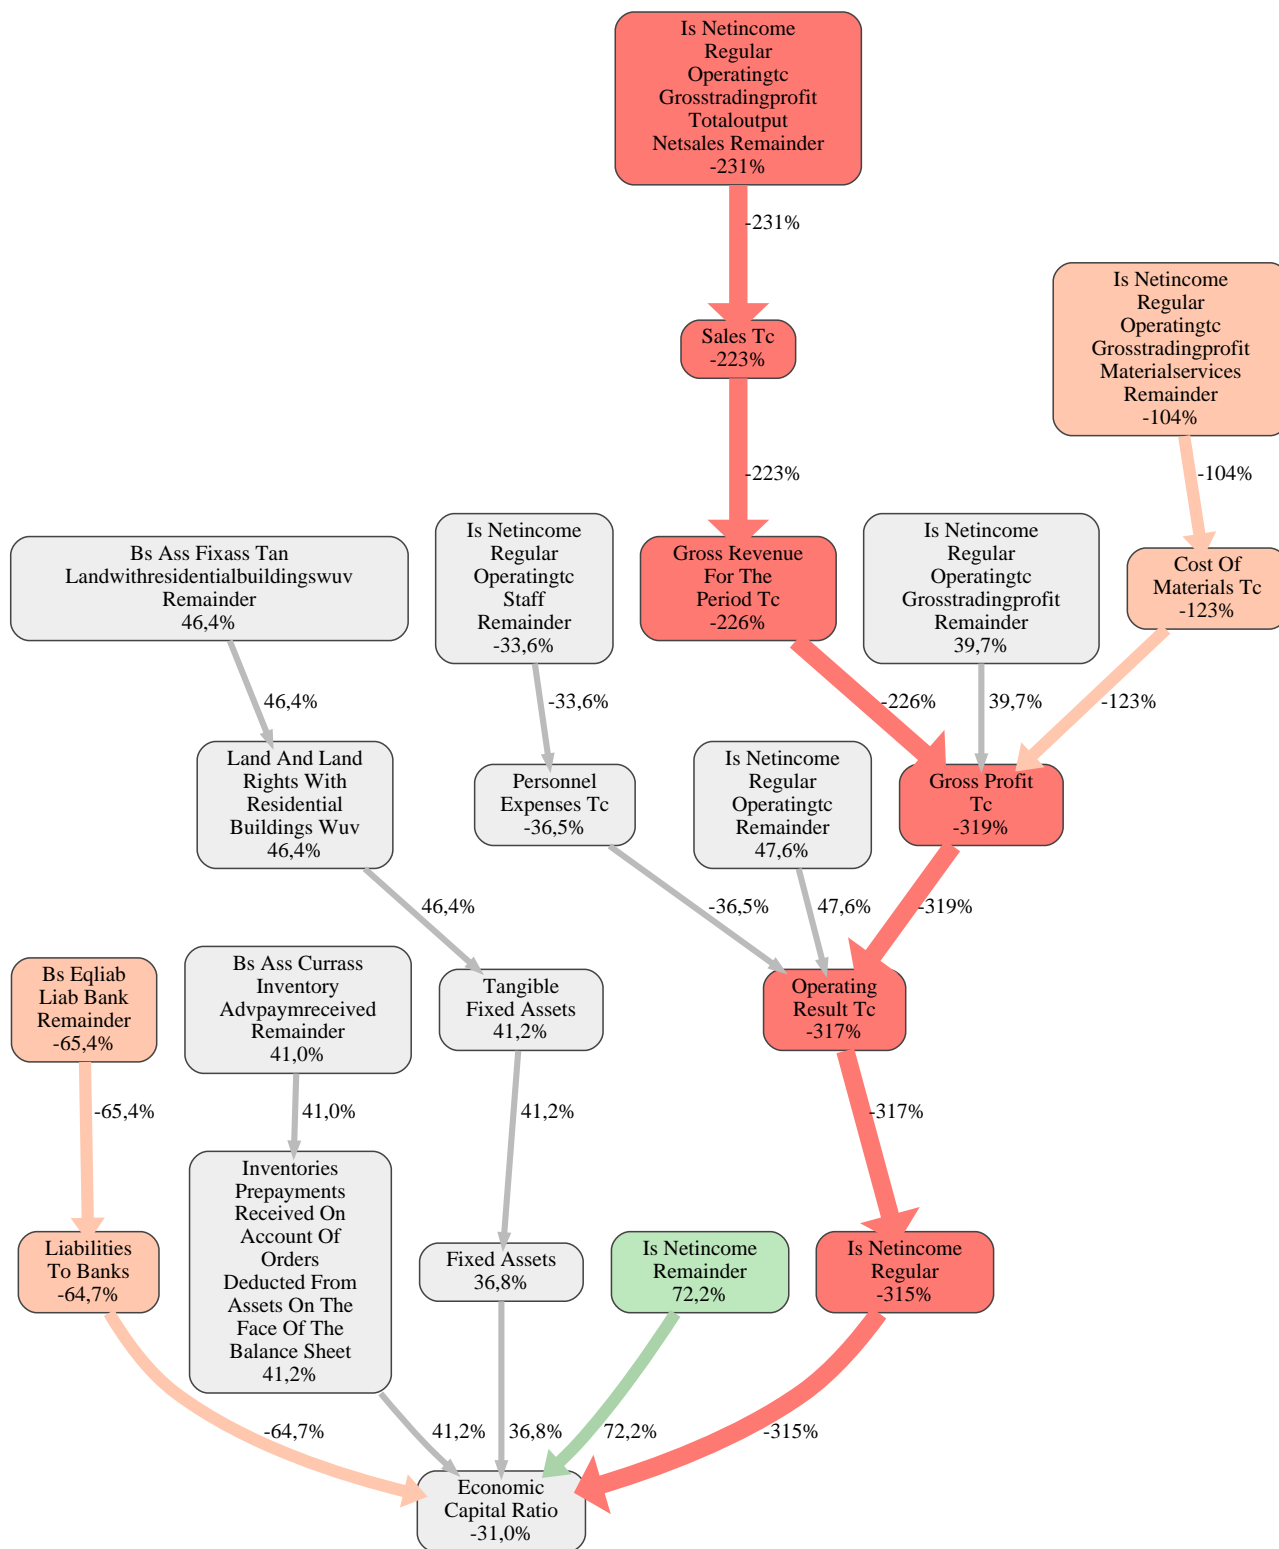 Is Netincome
Regular
Operatingtc
Grosstradingprofit
Totaloutput
Netsales Remainder
-231%
-231%
Is Netincome
Regular
Operatingtc
Grosstradingprofit
Materialservices
Remainder
-104%
Sales Tc
-223%
-223%
-104%
Bs Ass Fixass Tan
Landwithresidentialbuildingswuv
Remainder
46,4%
Is Netincome
Regular
Operatingtc
Staff
Remainder
-33,6%
Gross Revenue
For The
Period Tc
-226%
Is Netincome
Regular
Operatingtc
Grosstradingprofit
Remainder
39,7%
Cost Of
Materials Tc
-123%
46,4%
-33,6%
-226%
39,7%
-123%
Land And Land
Rights With
Residential
Buildings Wuv
46,4%
Personnel
Expenses Tc
-36,5%
Is Netincome
Regular
Operatingtc
Remainder
47,6%
Gross Profit
Tc
-319%
46,4%
-36,5%
47,6%
-319%
Bs Eqliab
Liab Bank
Remainder
-65,4%
Bs Ass Currass
Inventory
Advpaymreceived
Remainder
41,0%
Tangible
Fixed Assets
41,2%
Operating
Result Tc
-317%
-65,4%
41,0%
41,2%
-317%
Liabilities
To Banks
-64,7%
Inventories
Prepayments
Received On
Account Of
Orders
Deducted From
Assets On The
Face Of The
Balance Sheet
41,2%
Fixed Assets
36,8%
Is Netincome
Remainder
72,2%
Is Netincome
Regular
-315%
-64,7%
41,2%
36,8%
72,2%
-315%
Economic
Capital Ratio
-31,0%